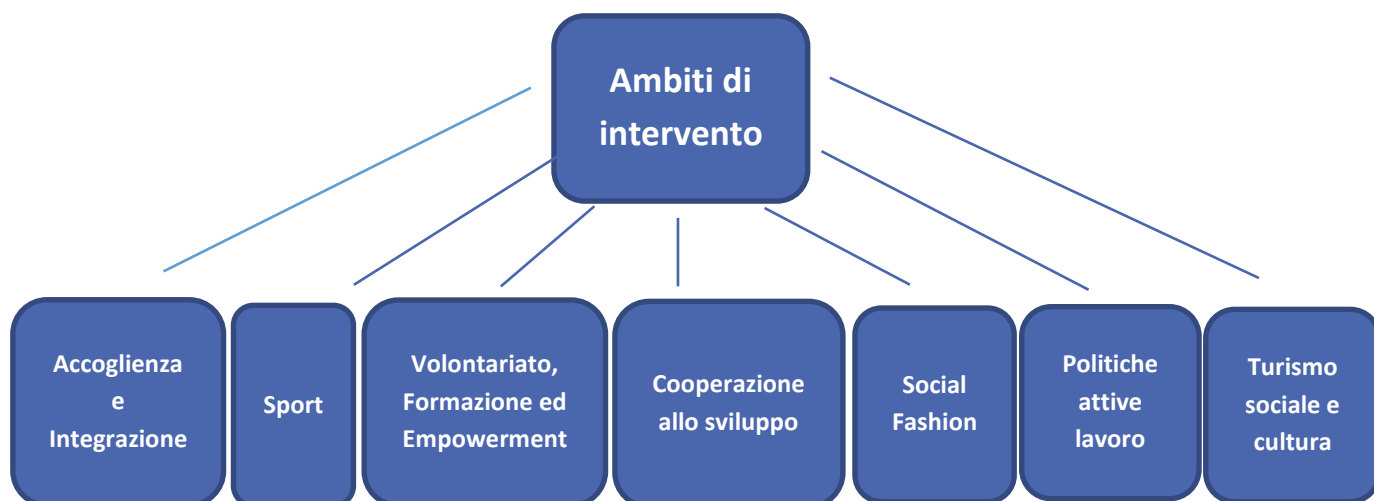 Ambiti di
intervento
Accoglienza
e
Integrazione
Sport
Volontariato,
Formazione ed
Empowerment
Cooperazione
allo sviluppo
Social
Fashion
Politiche
attive
lavoro
Turismo
sociale e
cultura